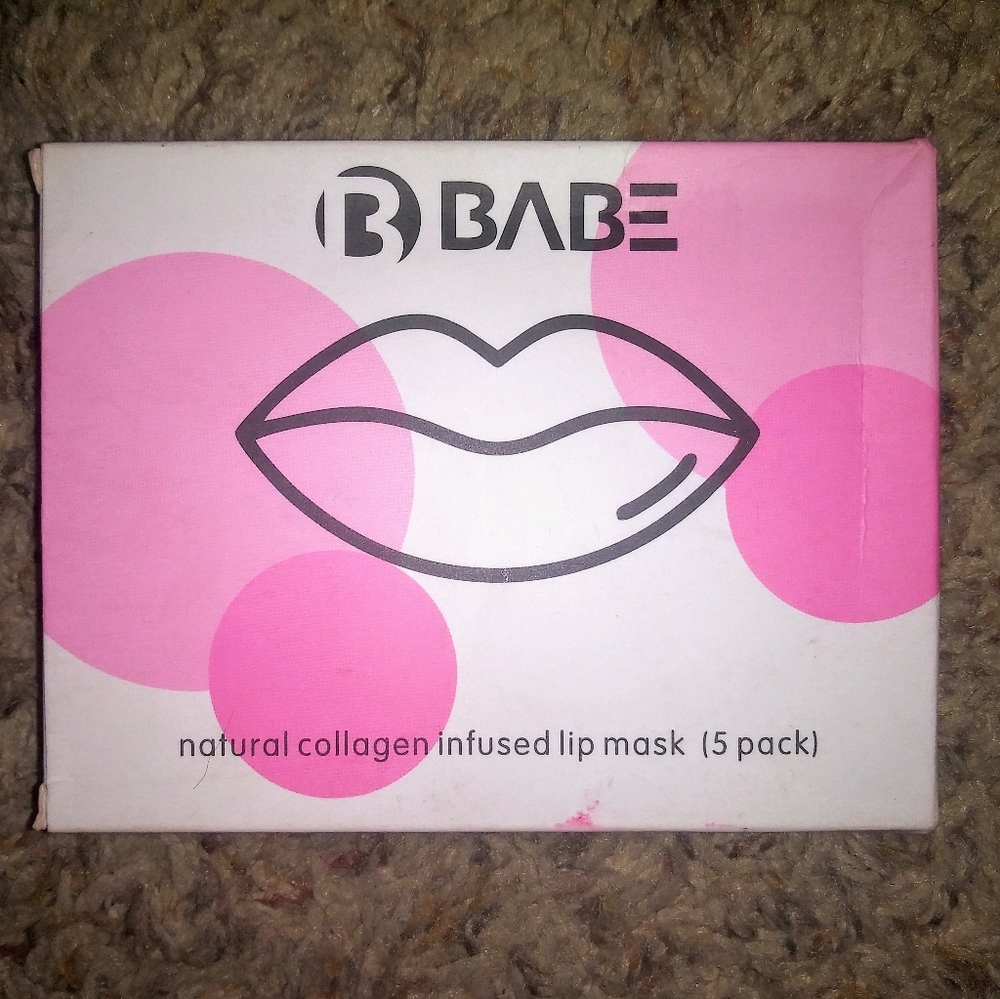 B BABE
natural collagen infused lip mask (5 pack)